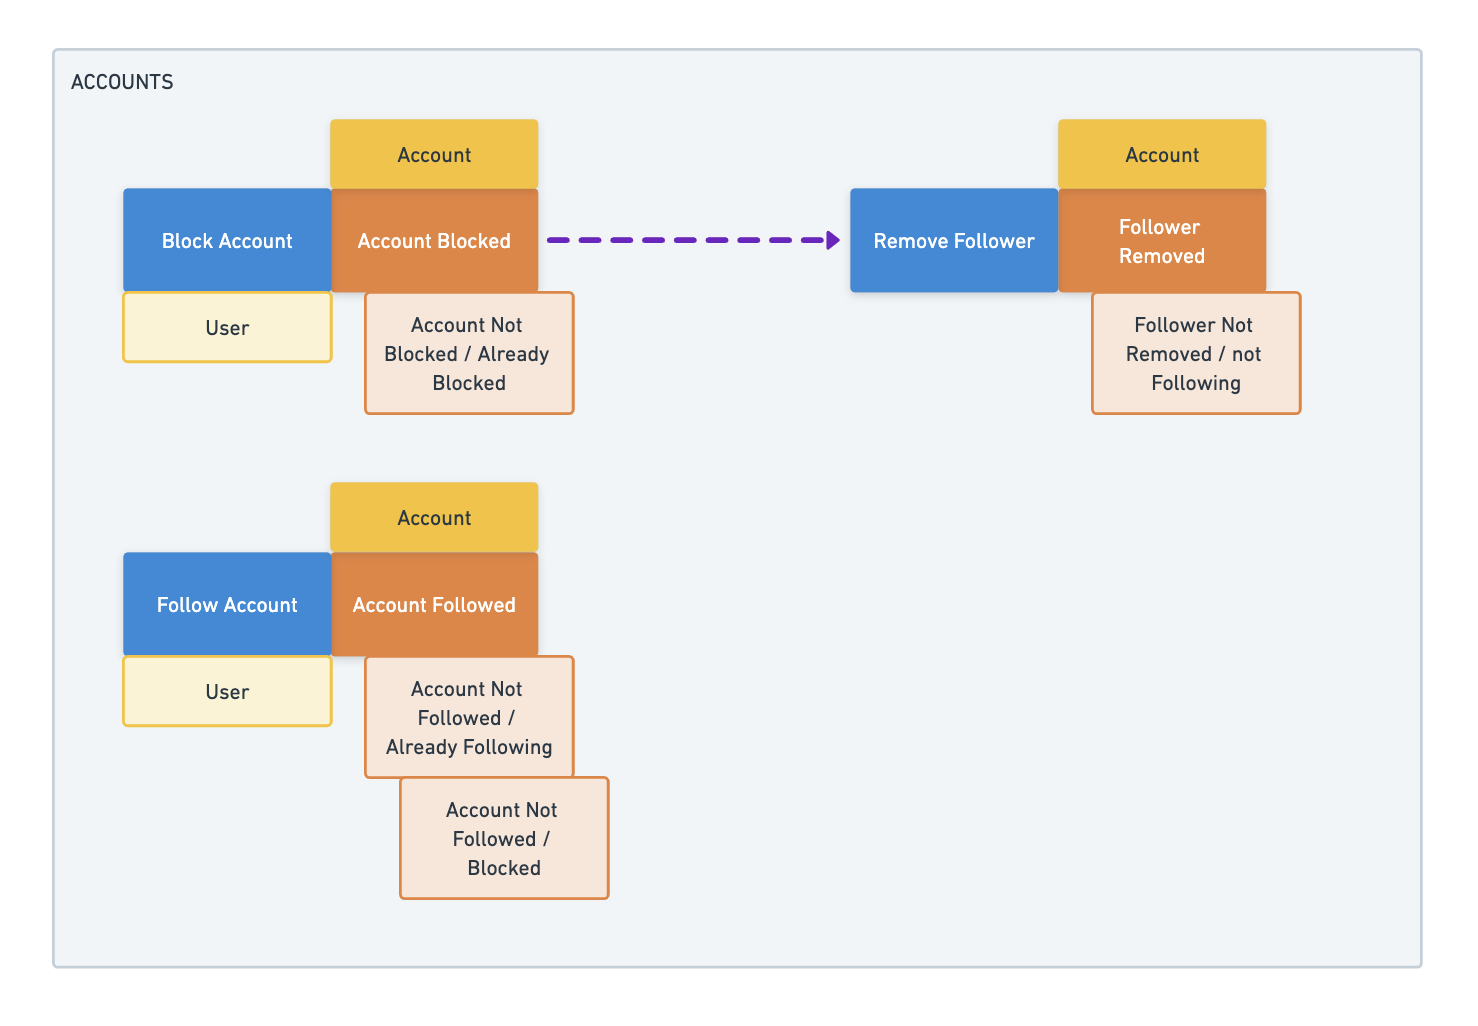 ACCOUNTS
Account
Block Account
Account Blocked
User
Account Not
Blocked / Already
Blocked
Account
Remove Follower
Follower
Removed
Follower Not
Removed / not
Following
Account
Follow Account
Account Followed
User
Account Not
Followed /
Already Following
Account Not
Followed /
Blocked